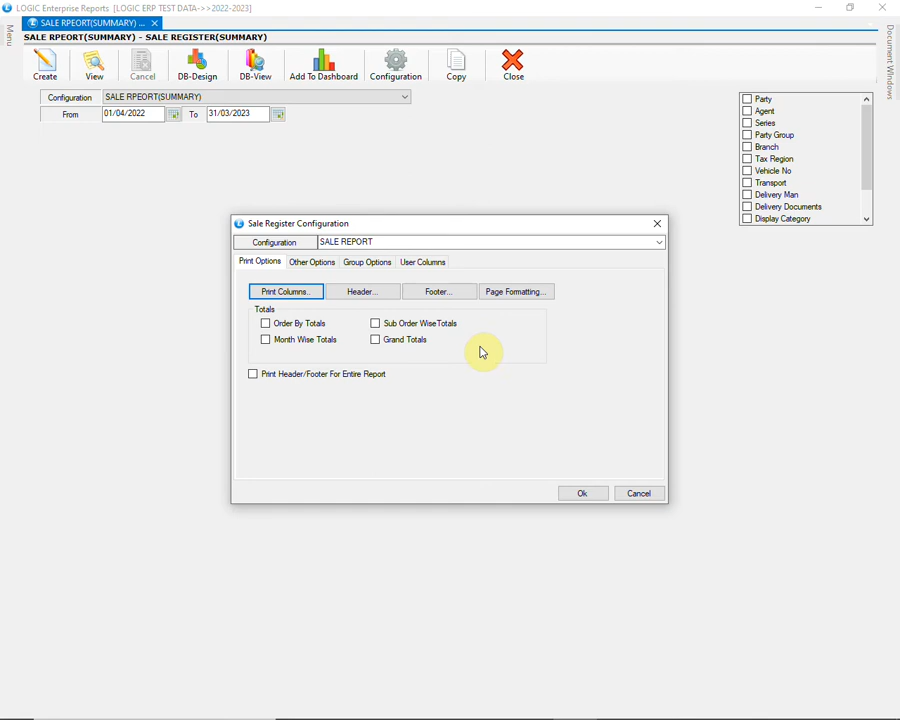 LOGIC Enterprise Reports [LOGIC ERP TEST DATA->>2022-2023]
Menu
SALE RPEORT(SUMMARY) ...
Document Windows
SALE RPEORT(SUMMARY) - SALE REGISTER(SUMMARY)
Create View Cancel DB-Design DB-View Add To Dashboard Configuration Copy Close
Configuration SALE RPEORT(SUMMARY)
From 01/04/2022 To 31/03/2023
Party
Agent
Series
Party Group
Branch
Tax Region
Vehicle No
Transport
Delivery Man
Delivery Documents
Display Category
Sale Register Configuration
Configuration SALE REPORT
Print Options Other Options Group Options User Columns
Print Columns.. Header... Footer... Page Formatting...
Totals
Order By Totals Sub Order Wise Totals
Month Wise Totals Grand Totals
Print Header/Footer For Entire Report
Ok Cancel